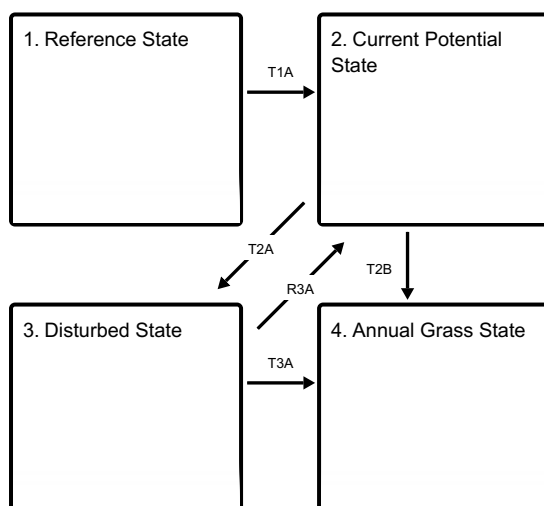 1. Reference State
2. Current Potential
State
T1A
T2A
R3A
T2B
3. Disturbed State
4. Annual Grass State
T3A